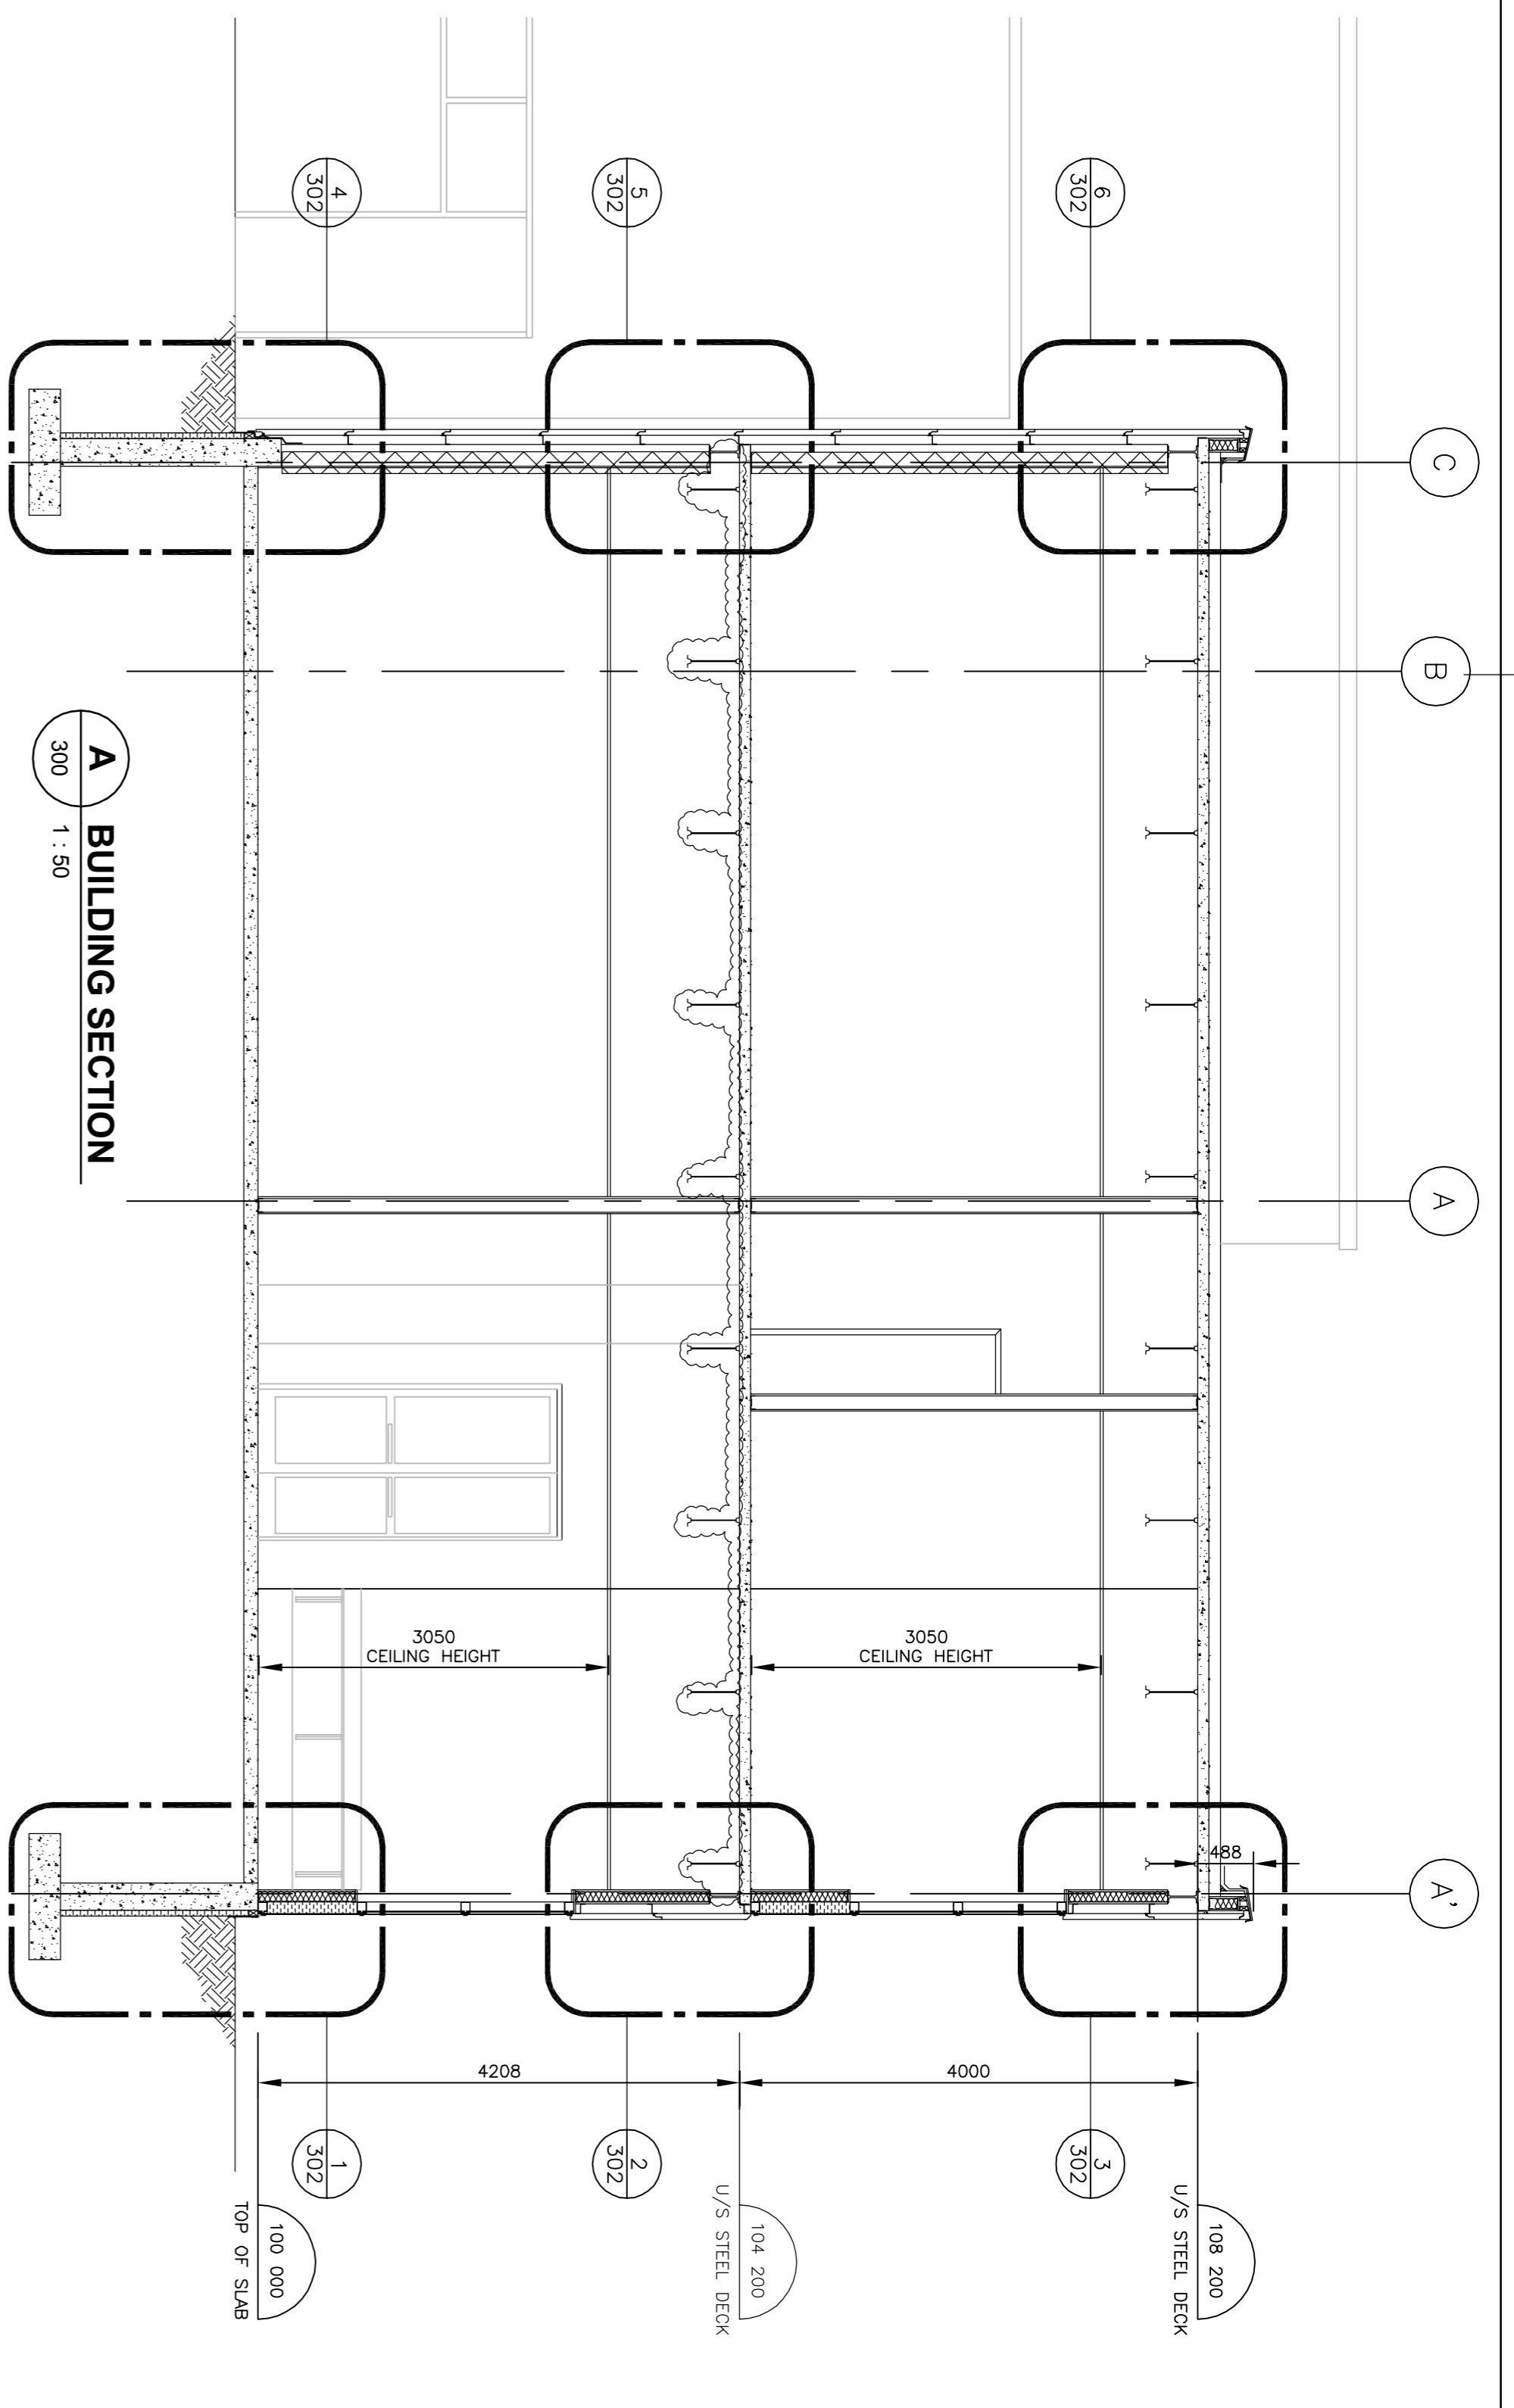 C
B
A
A'
6
302
5
302
4
302
3050
CEILING HEIGHT
3050
CEILING HEIGHT
488
4000
4208
3
302
2
302
1
302
108 200
U/S STEEL DECK
104 200
U/S STEEL DECK
100 000
TOP OF SLAB
A
300
BUILDING SECTION
1 : 50